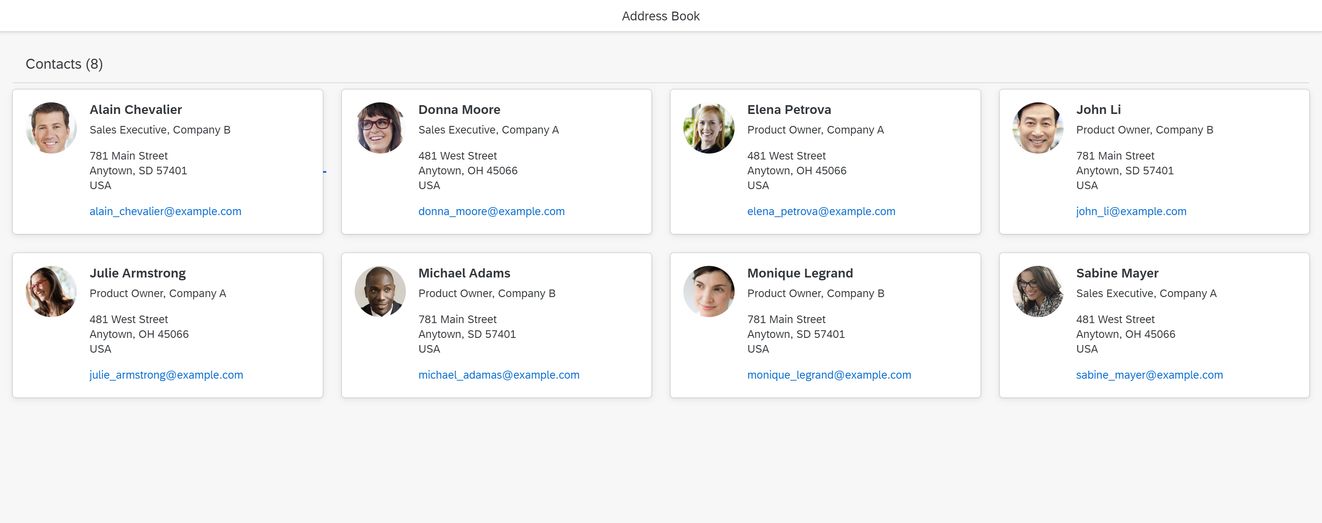 Address Book
Contacts (8)
Alain Chevalier
Sales Executive, Company B
781 Main Street
Anytown, SD 57401
USA
alain_chevalier@example.com
Donna Moore
Sales Executive, Company A
481 West Street
Anytown, OH 45066
USA
donna_moore@example.com
Elena Petrova
Product Owner, Company A
481 West Street
Anytown, OH 45066
USA
elena_petrova@example.com
John Li
Product Owner, Company B
781 Main Street
Anytown, SD 57401
USA
john_li@example.com
Julie Armstrong
Product Owner, Company A
481 West Street
Anytown, OH 45066
USA
julie_armstrong@example.com
Michael Adams
Product Owner, Company B
781 Main Street
Anytown, SD 57401
USA
michael_adamas@example.com
Monique Legrand
Product Owner, Company B
781 Main Street
Anytown, SD 57401
USA
monique_legrand@example.com
Sabine Mayer
Sales Executive, Company A
481 West Street
Anytown, OH 45066
USA
sabine_mayer@example.com